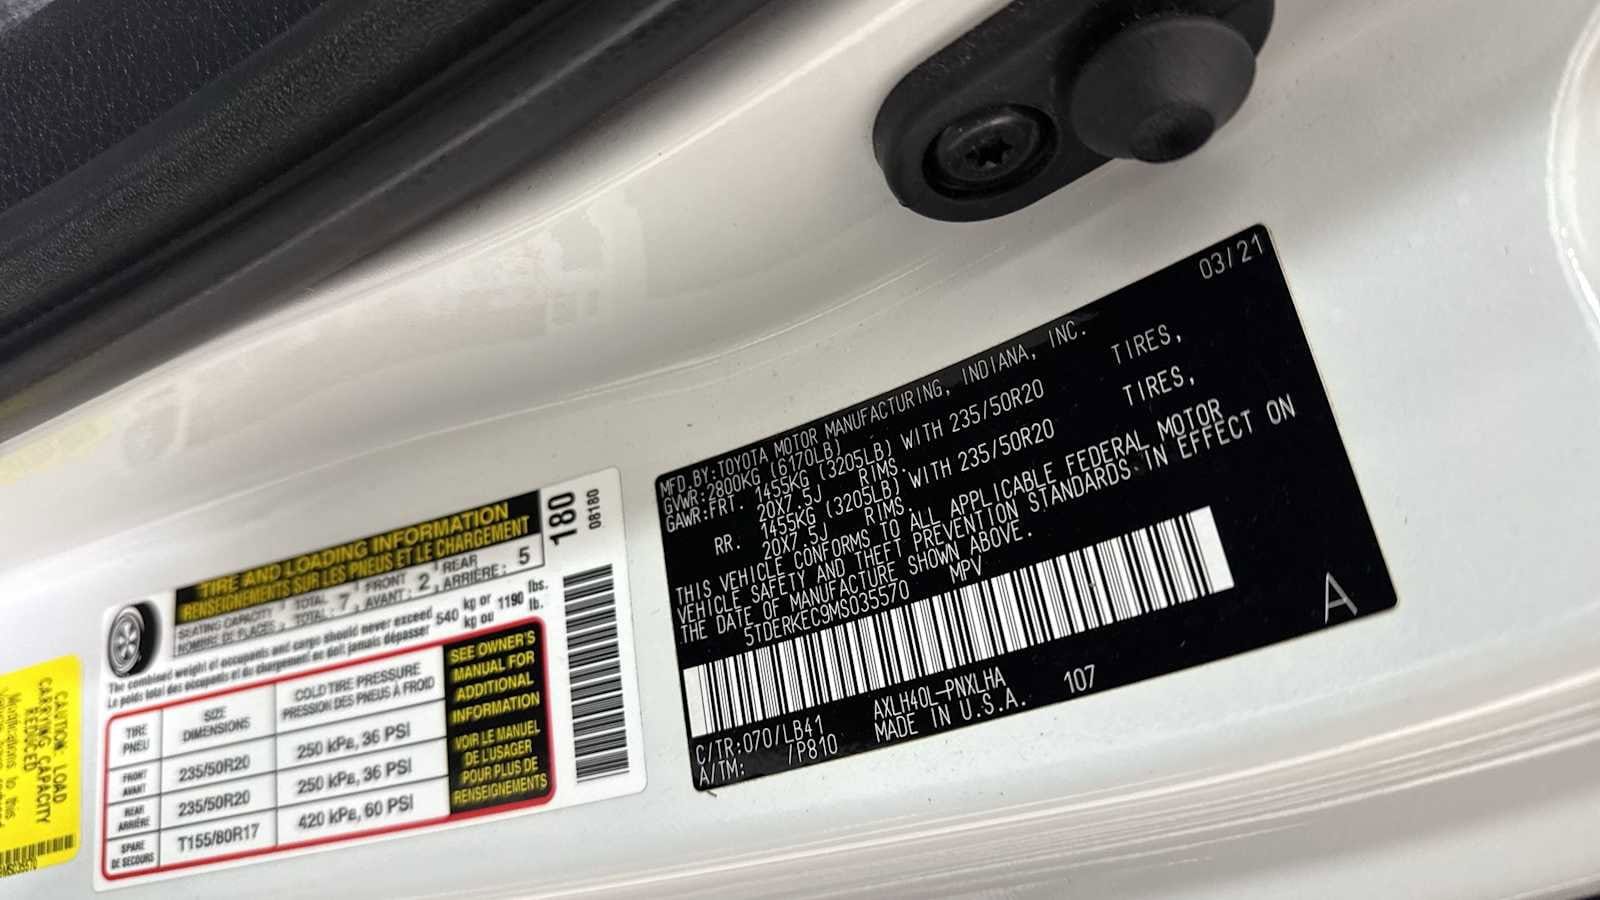 CAUTION LOAD
CARRYING CAPACITY
REDUCED
Modifications to this
TIRE AND LOADING INFORMATION
RENSEIGNEMENTS SUR LES PNEUS ET LE CHARGEMENT
SEATING CAPACITY TOTAL 7 FRONT 2 REAR 5
NOMBRE DE PLACES TOTAL: AVANT: ARRIÈRE:
The combined weight of occupants and cargo should never exceed 540 kg or 1190 lbs.
Le poids total des occupants et du chargement ne doit jamais dépasser kg ou lb.
TIRE SIZE COLD TIRE PRESSURE
PNEU DIMENSIONS PRESSION DES PNEUS À FROID
FRONT AVANT 235/50R20 250 kPa, 36 PSI
REAR ARRIÈRE 235/50R20 250 kPa, 36 PSI
SPARE DE SECOURS T155/80R17 420 kPa, 60 PSI
SEE OWNER'S
MANUAL FOR
ADDITIONAL
INFORMATION
VOIR LE MANUEL
DE L'USAGER
POUR PLUS DE
RENSEIGNEMENTS
180
08180
03/21
MFD.BY:TOYOTA MOTOR MANUFACTURING, INDIANA, INC.
GVWR:2800KG (6170LB)
GAWR:FRT. 1455KG (3205LB) WITH 235/50R20 TIRES,
20X7.5J RIMS.
RR. 1455KG (3205LB) WITH 235/50R20 TIRES,
20X7.5J RIMS.
THIS VEHICLE CONFORMS TO ALL APPLICABLE FEDERAL MOTOR
VEHICLE SAFETY AND THEFT PREVENTION STANDARDS IN EFFECT ON
THE DATE OF MANUFACTURE SHOWN ABOVE.
5TDERKEC9MS035570 MPV
A
C/TR:070/LB41 AXLH40L-PNXLHA
A/TM: /P810 MADE IN U.S.A. 107